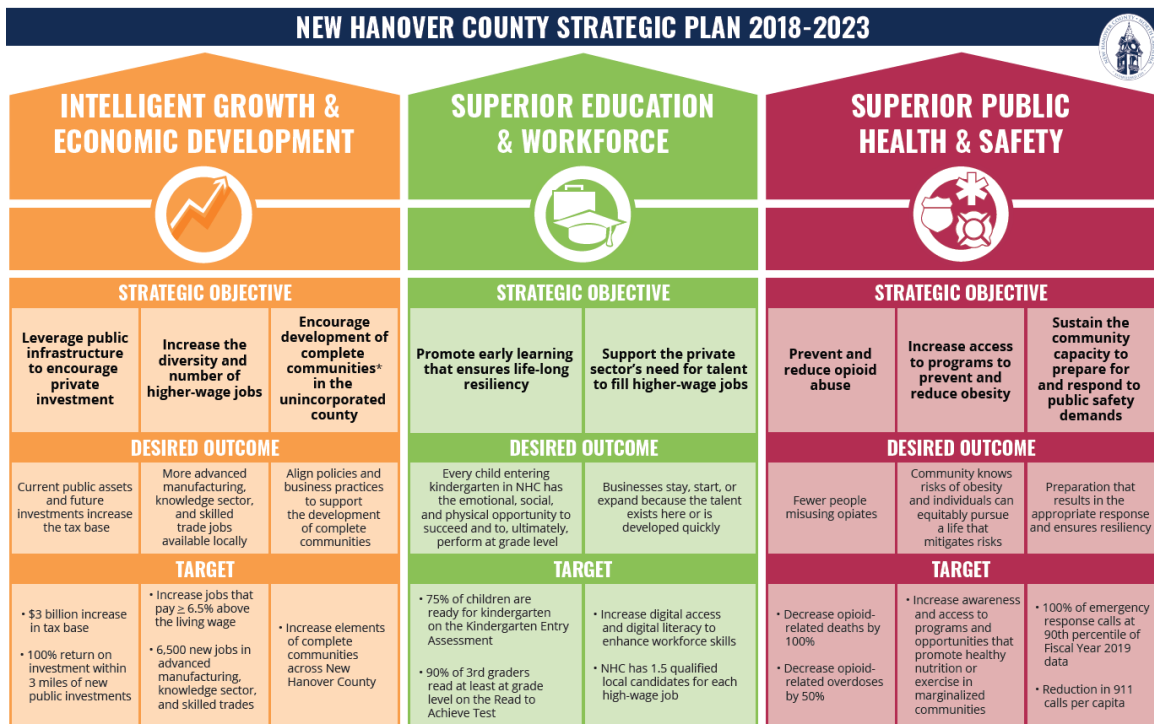 NEW HANOVER COUNTY STRATEGIC PLAN 2018-2023
INTELLIGENT GROWTH &
ECONOMIC DEVELOPMENT
STRATEGIC OBJECTIVE
Leverage public
infrastructure
to encourage
private
investment
Increase the
diversity and
number of
higher-wage jobs
Encourage
development of
complete
communities*
in the
unincorporated
county
DESIRED OUTCOME
Current public assets
and future
investments increase
the tax base
More advanced
manufacturing,
knowledge sector,
and skilled
trade jobs
available locally
Align policies and
business practices
to support
the development
of complete
communities
TARGET
• $3 billion increase
in tax base
• 100% return on
investment within
3 miles of new
public investments
• Increase jobs that
pay ≥ 6.5% above
the living wage
• 6,500 new jobs in
advanced
manufacturing,
knowledge sector,
and skilled trades
• Increase elements
of complete
communities
across New
Hanover County
SUPERIOR EDUCATION
& WORKFORCE
STRATEGIC OBJECTIVE
Promote early learning
that ensures life-long
resiliency
Support the private
sector’s need for talent
to fill higher-wage jobs
DESIRED OUTCOME
Every child entering
kindergarten in NHC has
the emotional, social,
and physical opportunity to
succeed and to, ultimately,
perform at grade level
Businesses stay, start, or
expand because the talent
exists here or is
developed quickly
TARGET
• 75% of children are
ready for kindergarten
on the Kindergarten Entry
Assessment
• 90% of 3rd graders
read at least at grade
level on the Read to
Achieve Test
• Increase digital access
and digital literacy to
enhance workforce skills
• NHC has 1.5 qualified
local candidates for each
high-wage job
SUPERIOR PUBLIC
HEALTH & SAFETY
STRATEGIC OBJECTIVE
Prevent and
reduce opioid
abuse
Increase access
to programs to
prevent and
reduce obesity
Sustain the
community
capacity to
prepare for
and respond to
public safety
demands
DESIRED OUTCOME
Fewer people
misusing opiates
Community knows
risks of obesity
and individuals can
equitably pursue
a life that
mitigates risks
Preparation that
results in the
appropriate response
and ensures resiliency
TARGET
• Decrease opioid-
related deaths by
100%
• Decrease opioid-
related overdoses
by 50%
• Increase awareness
and access to
programs and
opportunities that
promote healthy
nutrition or
exercise in
marginalized
communities
• 100% of emergency
response calls at
90th percentile of
Fiscal Year 2019
data
• Reduction in 911
calls per capita